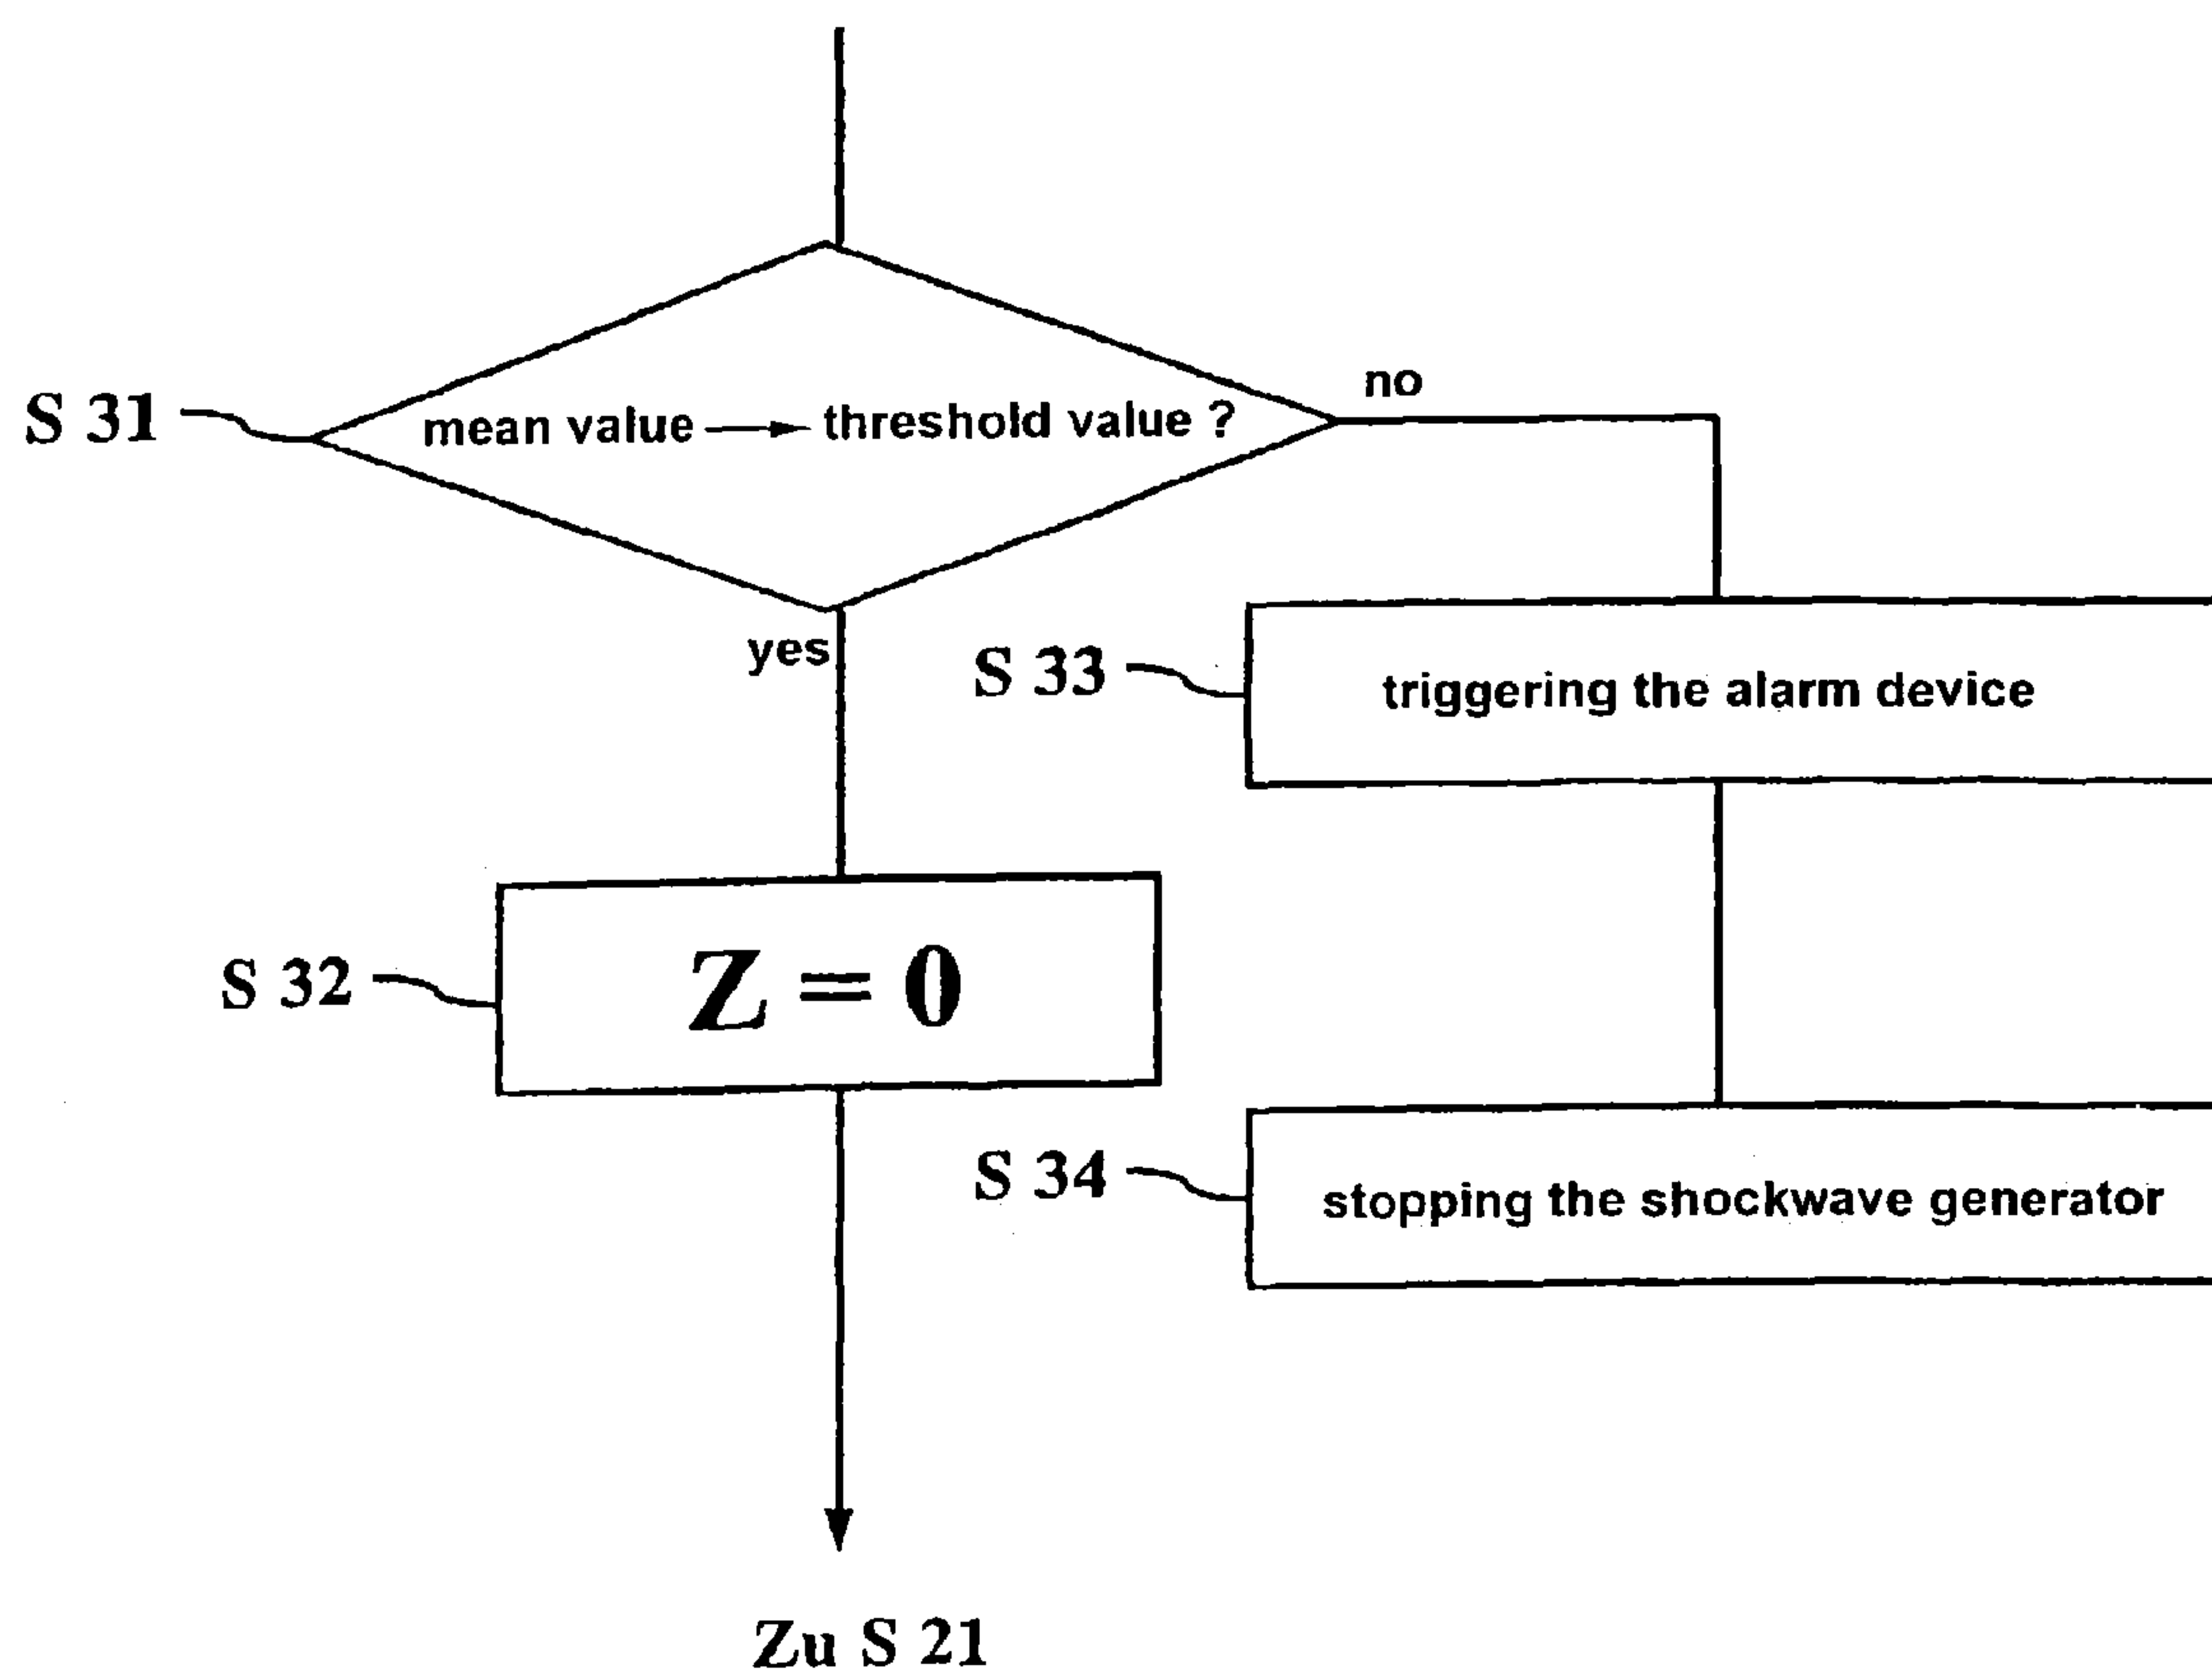 no
S 31
mean value → threshold value ?
yes
S 33
triggering the alarm device
S 32
Z = 0
S 34
stopping the shockwave generator
Zu S 21